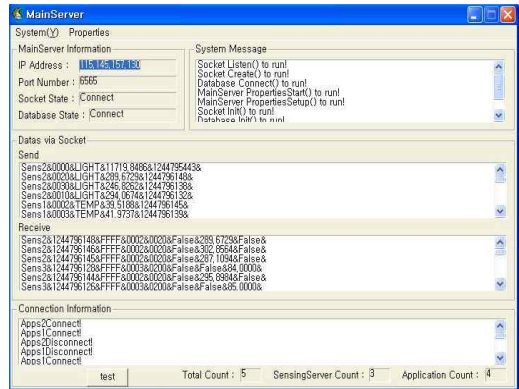 MainServer
System(Y) Properties
MainServer Information
IP Address : 115,145,157,130
Port Number : 6565
Socket State : Connect
Database State : Connect
System Message
Socket Listen() to run!
Socket Create() to run!
Database Connect() to run!
MainServer PropertiesStart() to run!
MainServer PropertiesSetup() to run!
Socket Init() to run!
Database Init() to run!
Datas via Socket
Send
Sens2&0000&LIGHT&11719,8486&1244795443&
Sens2&0020&LIGHT&289,6729&1244796148&
Sens2&0030&LIGHT&246,8262&1244796138&
Sens2&0010&LIGHT&294,0674&1244796132&
Sens1&0002&TEMP&39,5188&1244796145&
Sens1&0003&TEMP&41,9737&1244796139&
Receive
Sens2&1244796148&FFFF&0002&0020&False&289,6729&False&
Sens2&1244796146&FFFF&0002&0020&False&302,8564&False&
Sens2&1244796145&FFFF&0002&0020&False&287,1094&False&
Sens3&1244796128&FFFF&0003&0200&False&84,0000&
Sens2&1244796144&FFFF&0002&0020&False&295,8984&False&
Sens3&1244796126&FFFF&0003&0200&False&85,0000&
Connection Information
Apps2Connect!
Apps1Connect!
Apps2Disconnect!
Apps1Disconnect!
Apps1Connect!
test Total Count : 5 SensingServer Count : 3 Application Count : 4